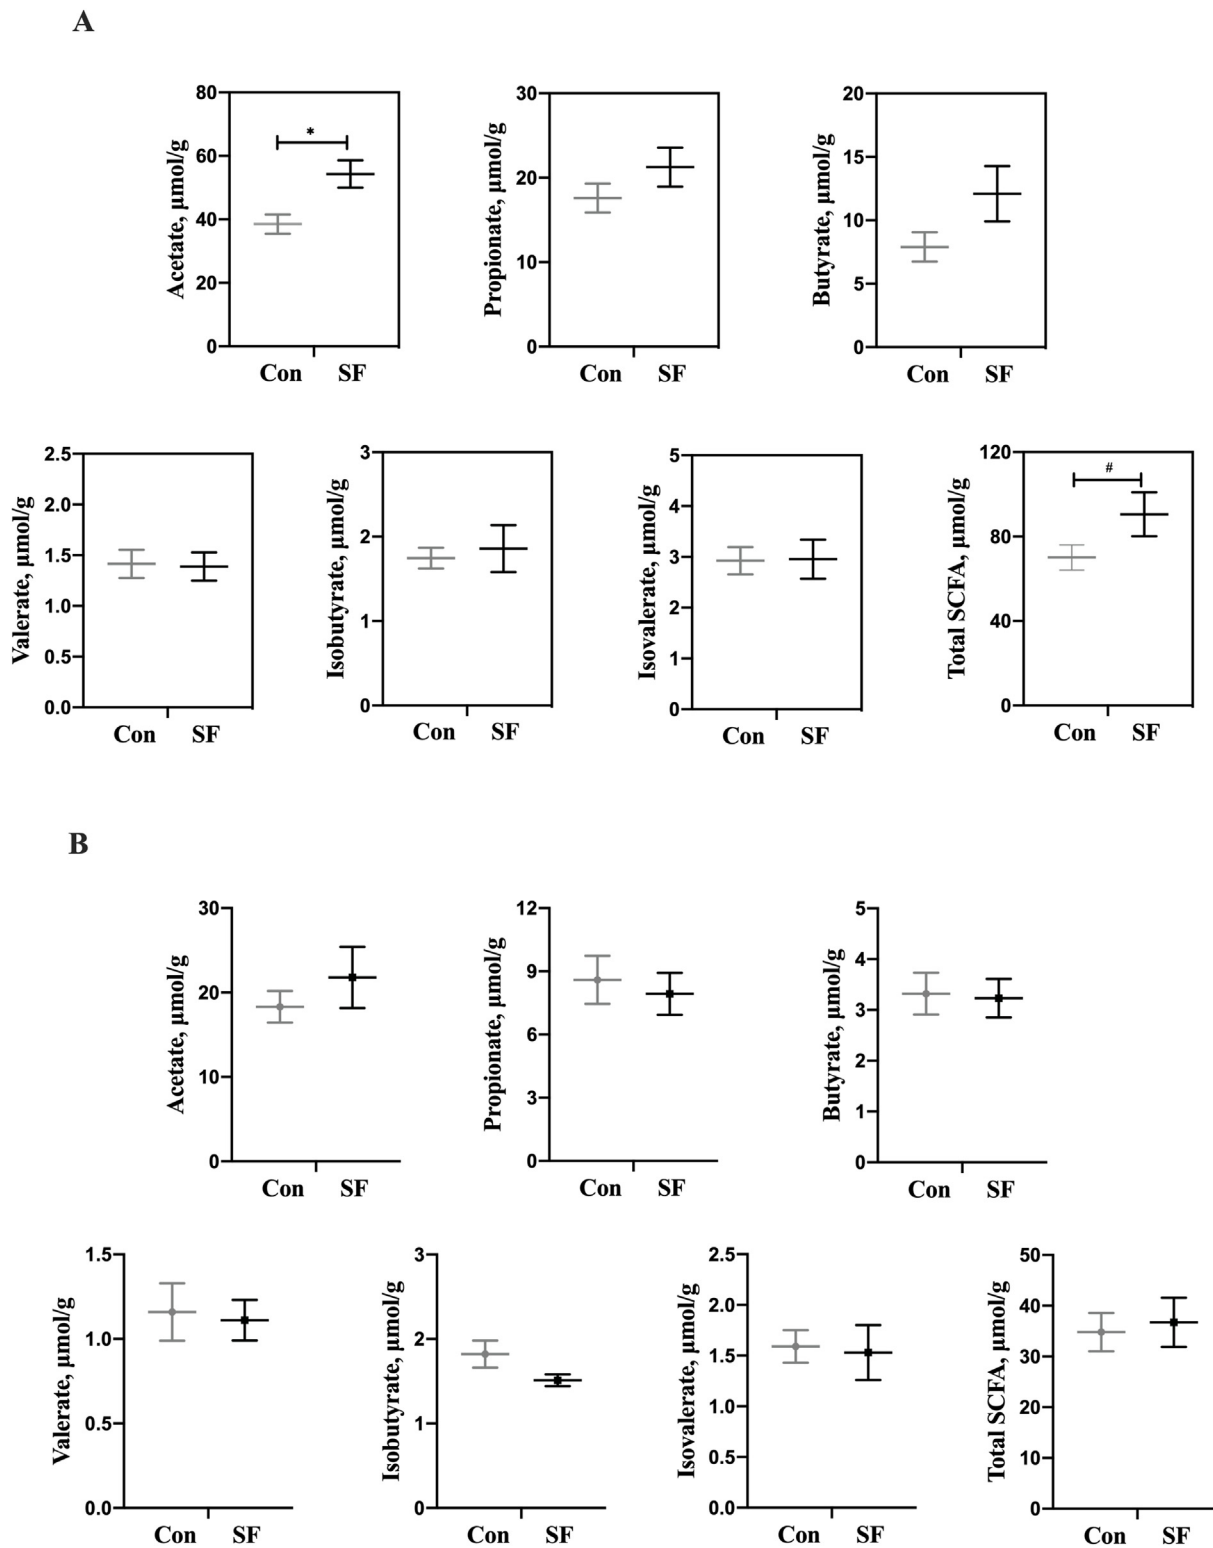 A
80
60
40
20
0
Acetate, μmol/g
*
Con SF
30
20
10
0
Propionate, μmol/g
Con SF
20
15
10
5
0
Butyrate, μmol/g
Con SF
2.5
2.0
1.5
1.0
0.5
0.0
Valerate, μmol/g
Con SF
3
2
1
0
Isobutyrate, μmol/g
Con SF
5
4
3
2
1
0
Isovalerate, μmol/g
Con SF
120
80
40
0
Total SCFA, μmol/g
#
Con SF
B
30
20
10
0
Acetate, μmol/g
Con SF
12
9
6
3
0
Propionate, μmol/g
Con SF
5
4
3
2
1
0
Butyrate, μmol/g
Con SF
1.5
1.0
0.5
0.0
Valerate, μmol/g
Con SF
3
2
1
0
Isobutyrate, μmol/g
Con SF
2.5
2.0
1.5
1.0
0.5
0.0
Isovalerate, μmol/g
Con SF
50
40
30
20
10
0
Total SCFA, μmol/g
Con SF